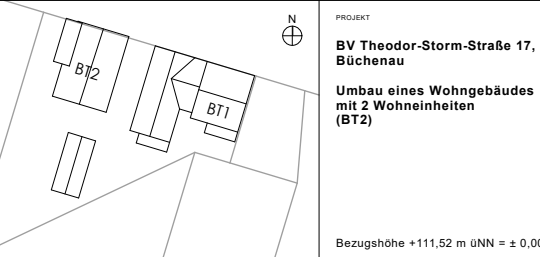 N
BT2
BT1
PROJEKT
BV Theodor-Storm-Straße 17,
Büchenau
Umbau eines Wohngebäudes
mit 2 Wohneinheiten
(BT2)
Bezugshöhe +111,52 m üNN = ± 0,00